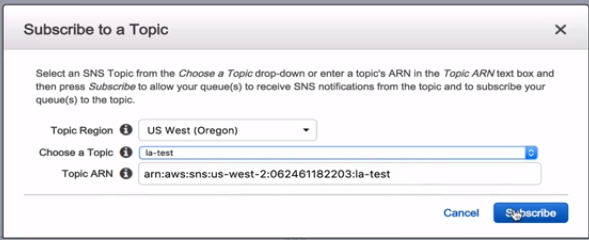 Subscribe to a Topic
Select an SNS Topic from the Choose a Topic drop-down or enter a topic's ARN in the Topic ARN text box and
then press Subscribe to allow your queue(s) to receive SNS notifications from the topic and to subscribe your
queue(s) to the topic.
Topic Region US West (Oregon)
Choose a Topic la-test
Topic ARN arn:aws:sns:us-west-2:062461182203:la-test
Cancel Subscribe